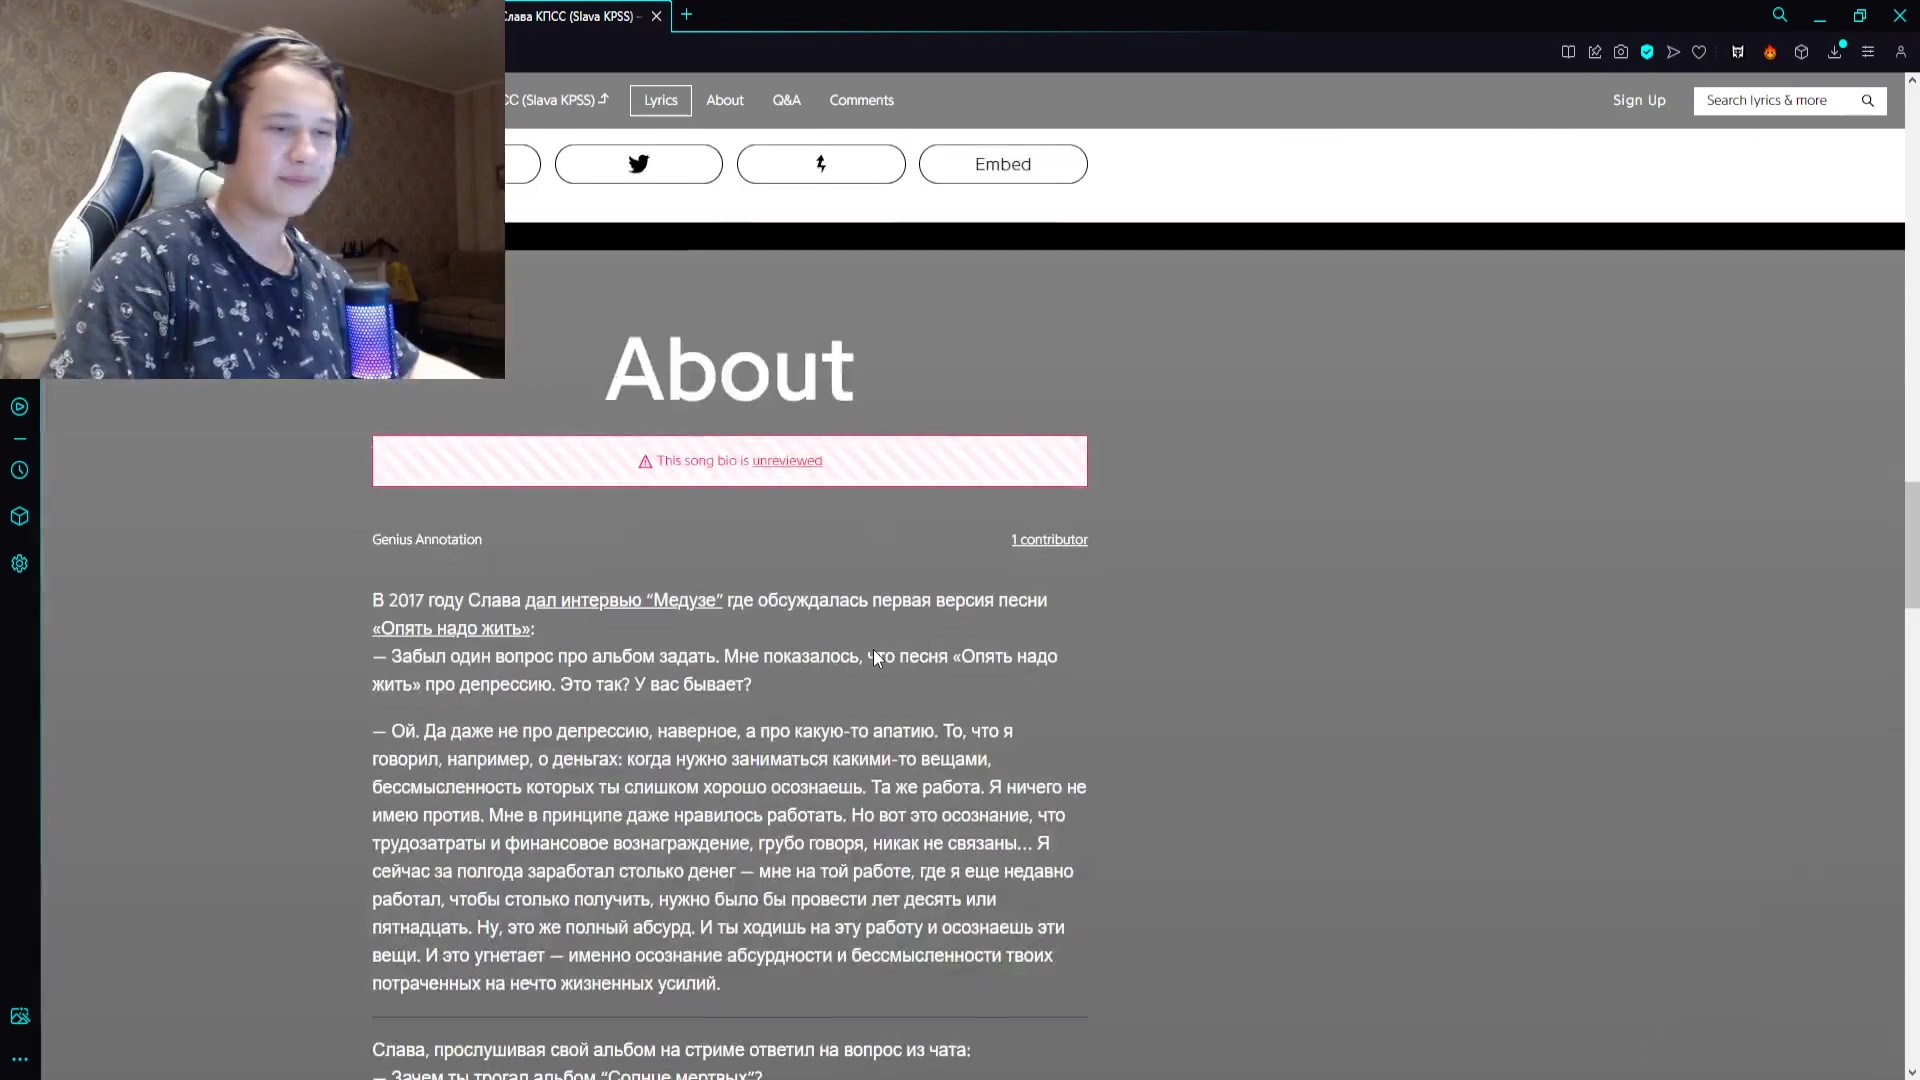 Слава КПСС (Slava KPSS) –
СС (Slava KPSS)
Lyrics
About
Q&A
Comments
Sign Up
Search lyrics & more
Embed
About
This song bio is unreviewed
Genius Annotation
1 contributor
В 2017 году Слава дал интервью “Медузе” где обсуждалась первая версия песни
«Опять надо жить»:
— Забыл один вопрос про альбом задать. Мне показалось, что песня «Опять надо
жить» про депрессию. Это так? У вас бывает?
— Ой. Да даже не про депрессию, наверное, а про какую-то апатию. То, что я
говорил, например, о деньгах: когда нужно заниматься какими-то вещами,
бессмысленность которых ты слишком хорошо осознаешь. Та же работа. Я ничего не
имею против. Мне в принципе даже нравилось работать. Но вот это осознание, что
трудозатраты и финансовое вознаграждение, грубо говоря, никак не связаны… Я
сейчас за полгода заработал столько денег — мне на той работе, где я еще недавно
работал, чтобы столько получить, нужно было бы провести лет десять или
пятнадцать. Ну, это же полный абсурд. И ты ходишь на эту работу и осознаешь эти
вещи. И это угнетает — именно осознание абсурдности и бессмысленности твоих
потраченных на нечто жизненных усилий.
Слава, прослушивая свой альбом на стриме ответил на вопрос из чата:
— Зачем ты трогал альбом “Солнце мертвых”?